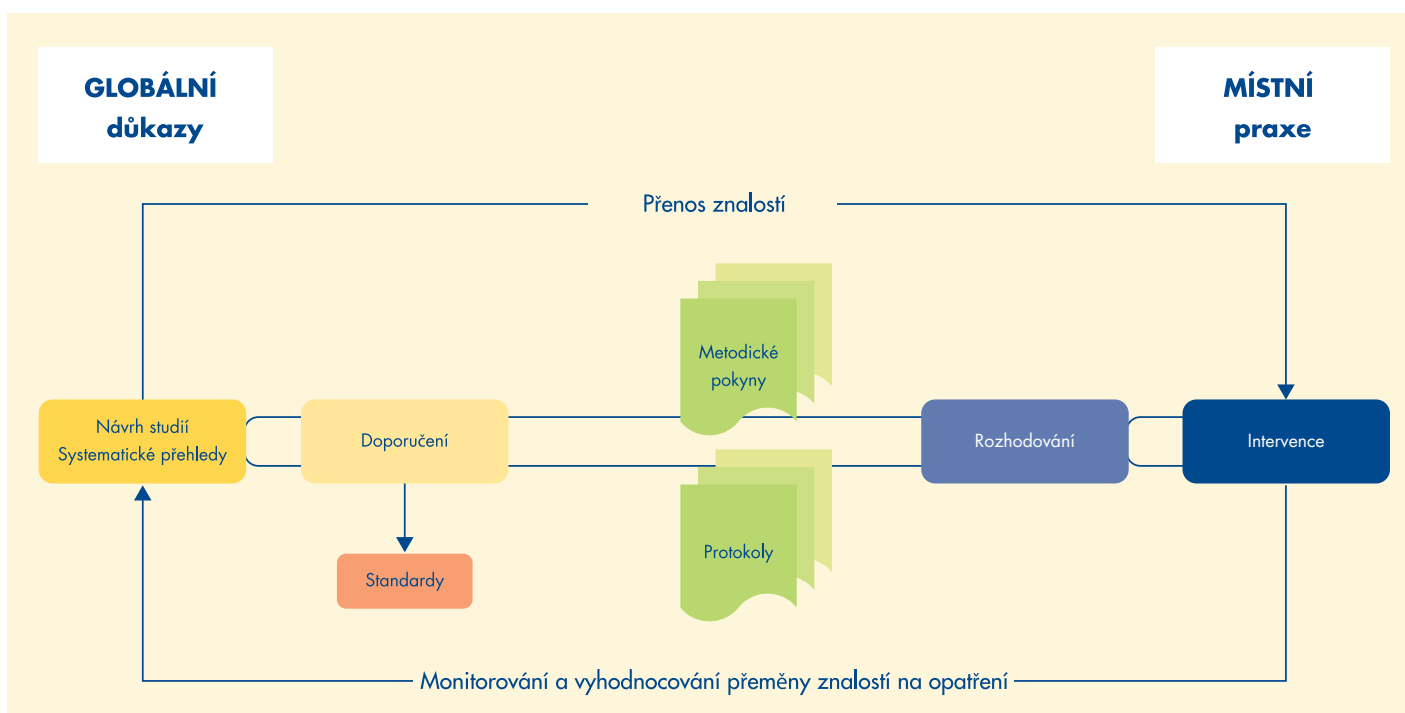 GLOBÁLNÍ
důkazy
MÍSTNÍ
praxe
Přenos znalostí
Metodické
pokyny
Návrh studií
Systematické přehledy
Doporučení
Rozhodování
Intervence
Protokoly
Standardy
Monitorování a vyhodnocování přeměny znalostí na opatření